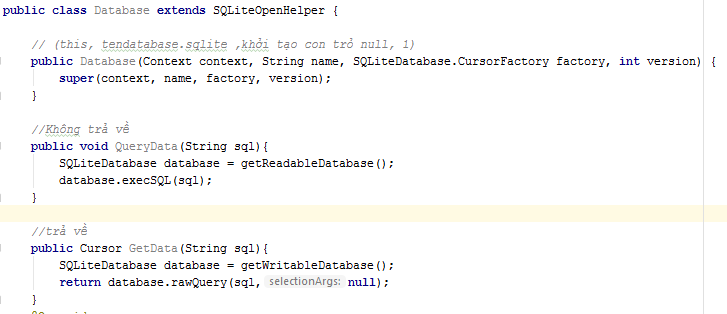 public class Database extends SQLiteOpenHelper {
// (this, tendatabase.sqlite ,khởi tạo con trỏ null, 1)
public Database(Context context, String name, SQLiteDatabase.CursorFactory factory, int version) {
super(context, name, factory, version);
}
//Không trả về
public void QueryData(String sql){
SQLiteDatabase database = getReadableDatabase();
database.execSQL(sql);
}
//trả về
public Cursor GetData(String sql){
SQLiteDatabase database = getWritableDatabase();
return database.rawQuery(sql, selectionArgs: null);
}